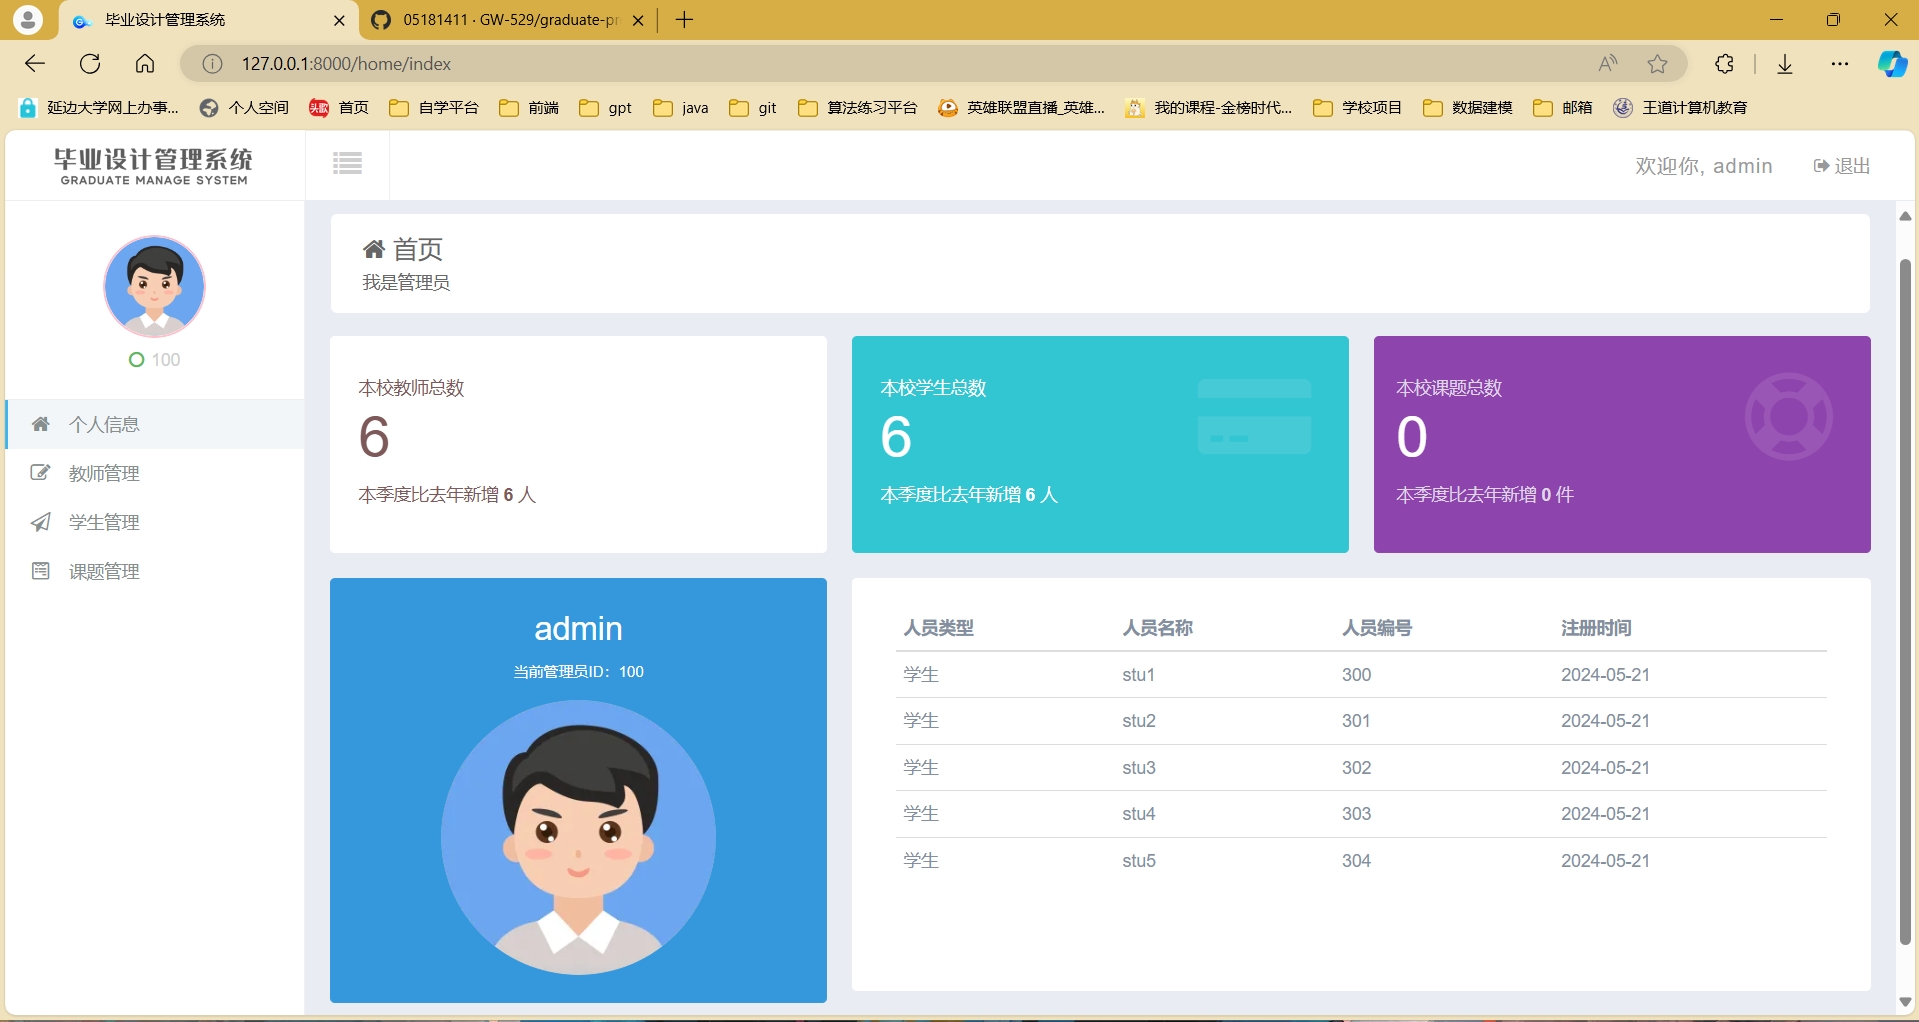 毕业设计管理系统
05181411 · GW-529/graduate-pr
127.0.0.1:8000/home/index
延边大学网上办事...
个人空间
头歌
首页
自学平台
前端
gpt
java
git
算法练习平台
英雄联盟直播_英雄...
我的课程-金榜时代...
学校项目
数据建模
邮箱
王道计算机教育
毕业设计管理系统
GRADUATE MANAGE SYSTEM
欢迎你, admin
退出
100
个人信息
教师管理
学生管理
课题管理
首页
我是管理员
本校教师总数
6
本季度比去年新增 6 人
本校学生总数
6
本季度比去年新增 6 人
本校课题总数
0
本季度比去年新增 0 件
admin
当前管理员ID：100
人员类型 人员名称 人员编号 注册时间
学生 stu1 300 2024-05-21
学生 stu2 301 2024-05-21
学生 stu3 302 2024-05-21
学生 stu4 303 2024-05-21
学生 stu5 304 2024-05-21